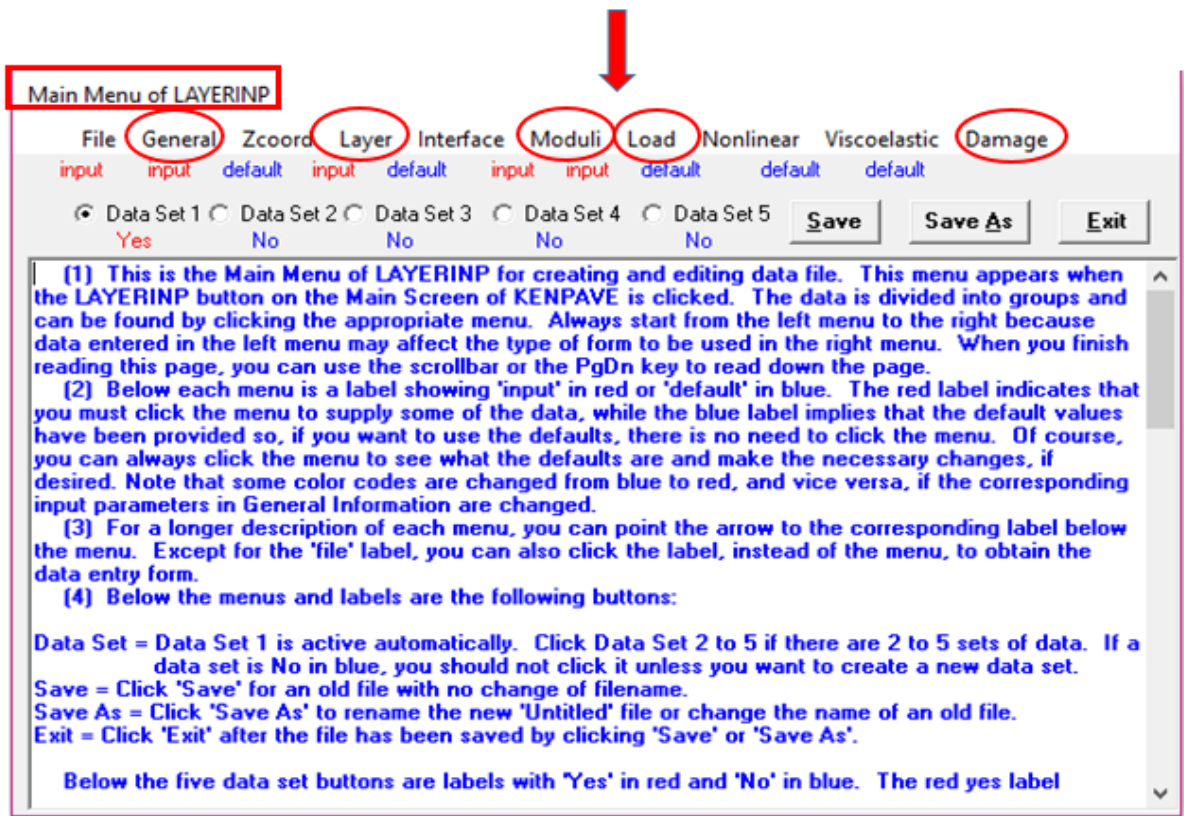 Main Menu of LAYERINP
File General Zcoord Layer Interface Moduli Load Nonlinear Viscoelastic Damage
input input default input default input input default default default
Data Set 1 Data Set 2 Data Set 3 Data Set 4 Data Set 5 Save Save As Exit
Yes No No No No
(1) This is the Main Menu of LAYERINP for creating and editing data file. This menu appears when
the LAYERINP button on the Main Screen of KENPAVE is clicked. The data is divided into groups and
can be found by clicking the appropriate menu. Always start from the left menu to the right because
data entered in the left menu may affect the type of form to be used in the right menu. When you finish
reading this page, you can use the scrollbar or the PgDn key to read down the page.
(2) Below each menu is a label showing 'input' in red or 'default' in blue. The red label indicates that
you must click the menu to supply some of the data, while the blue label implies that the default values
have been provided so, if you want to use the defaults, there is no need to click the menu. Of course,
you can always click the menu to see what the defaults are and make the necessary changes, if
desired. Note that some color codes are changed from blue to red, and vice versa, if the corresponding
input parameters in General Information are changed.
(3) For a longer description of each menu, you can point the arrow to the corresponding label below
the menu. Except for the 'file' label, you can also click the label, instead of the menu, to obtain the
data entry form.
(4) Below the menus and labels are the following buttons:
Data Set = Data Set 1 is active automatically. Click Data Set 2 to 5 if there are 2 to 5 sets of data. If a
data set is No in blue, you should not click it unless you want to create a new data set.
Save = Click 'Save' for an old file with no change of filename.
Save As = Click 'Save As' to rename the new 'Untitled' file or change the name of an old file.
Exit = Click 'Exit' after the file has been saved by clicking 'Save' or 'Save As'.
Below the five data set buttons are labels with 'Yes' in red and 'No' in blue. The red yes label